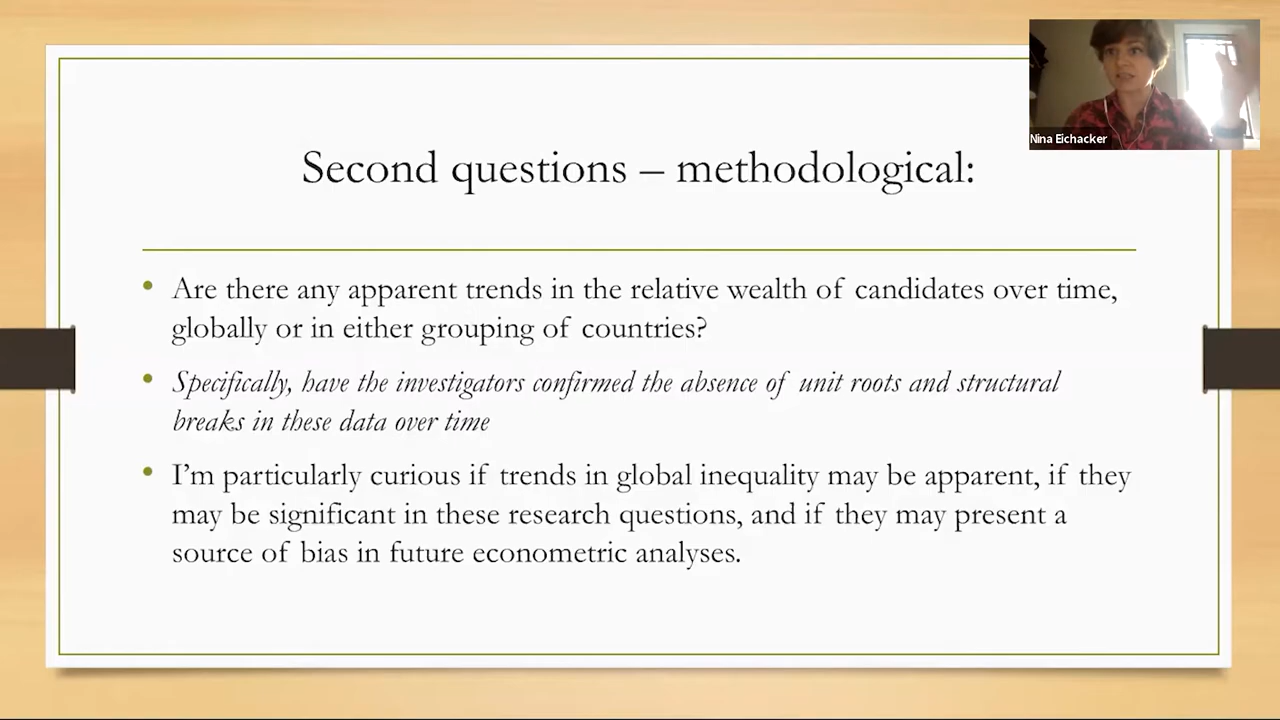 Nina Eichacker
Second questions – methodological:
• Are there any apparent trends in the relative wealth of candidates over time,
globally or in either grouping of countries?
• Specifically, have the investigators confirmed the absence of unit roots and structural
breaks in these data over time
• I'm particularly curious if trends in global inequality may be apparent, if they
may be significant in these research questions, and if they may present a
source of bias in future econometric analyses.